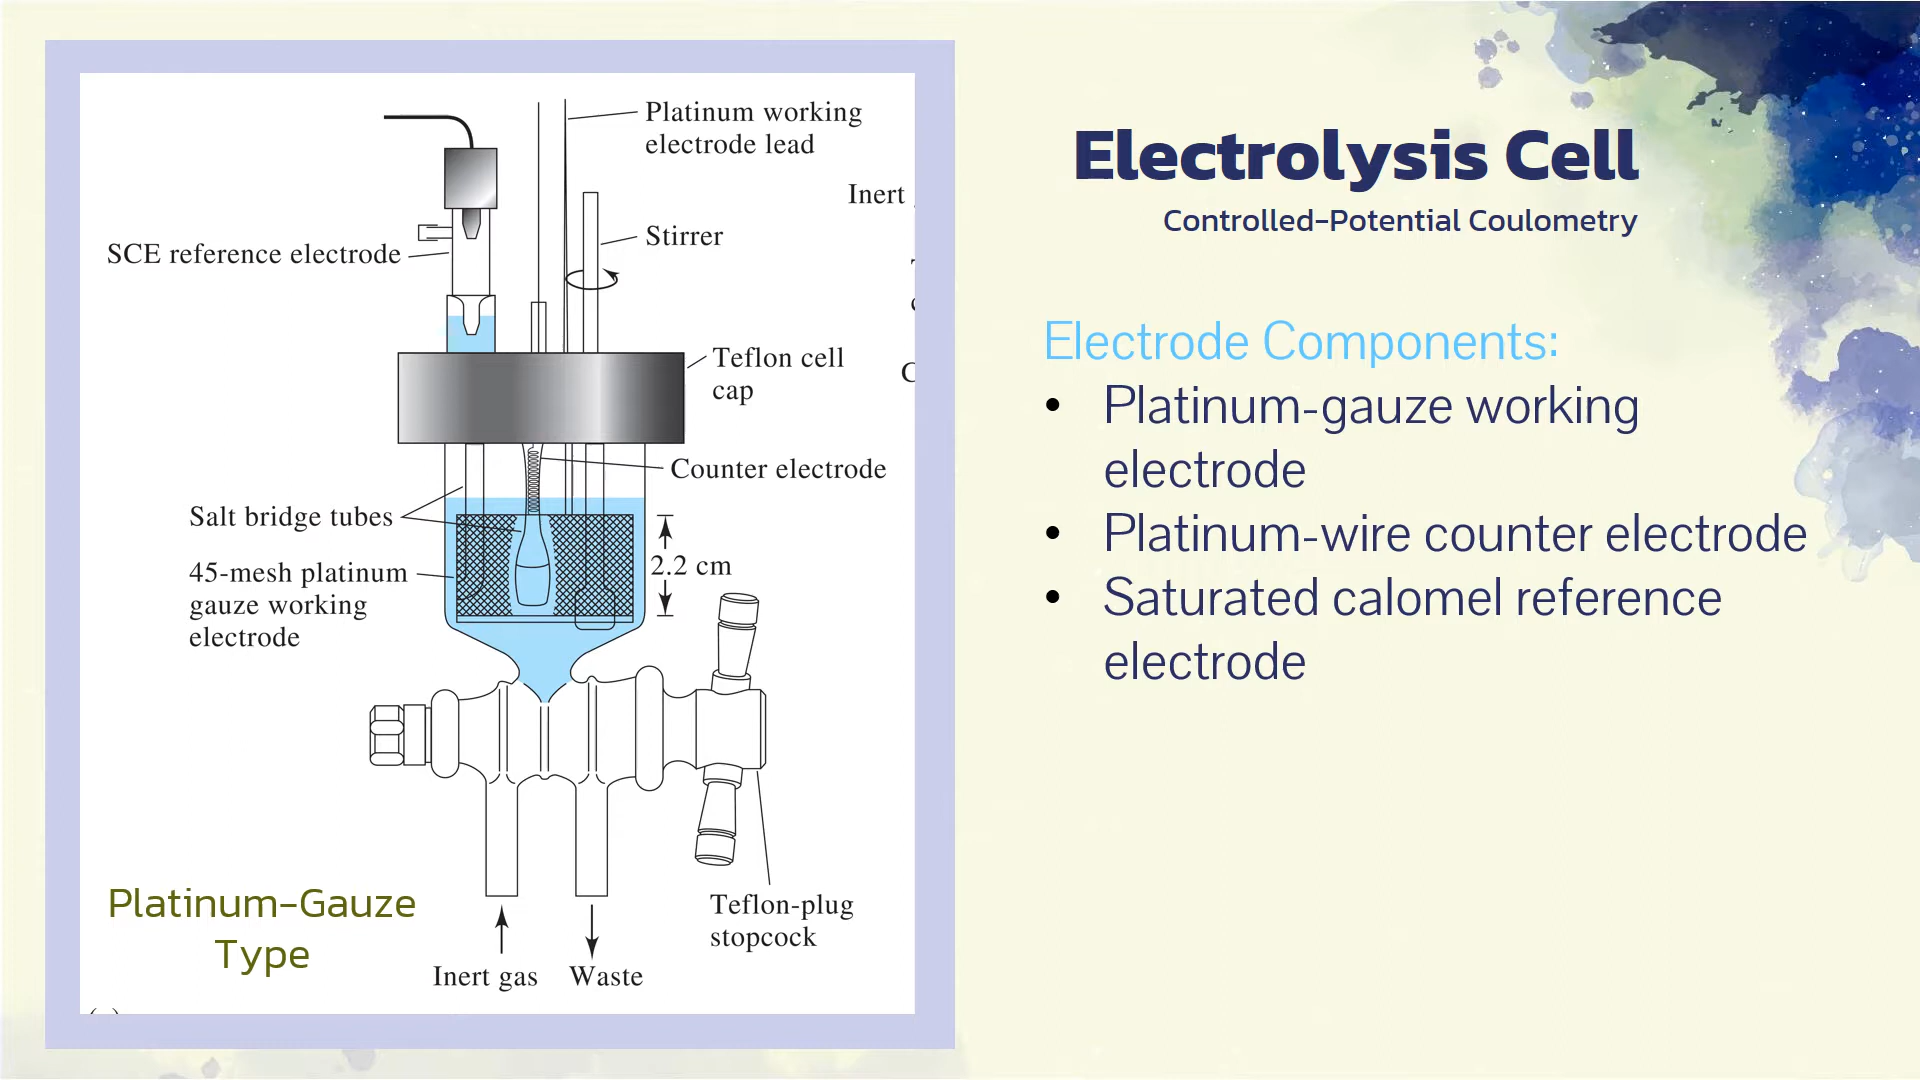 Platinum working
electrode lead
Inert
SCE reference electrode
Stirrer
Teflon cell
cap
Counter electrode
Salt bridge tubes
2.2 cm
45-mesh platinum
gauze working
electrode
Teflon-plug
stopcock
Inert gas
Waste
Platinum-Gauze
Type
Electrolysis Cell
Controlled-Potential Coulometry
Electrode Components:
• Platinum-gauze working
electrode
• Platinum-wire counter electrode
• Saturated calomel reference
electrode